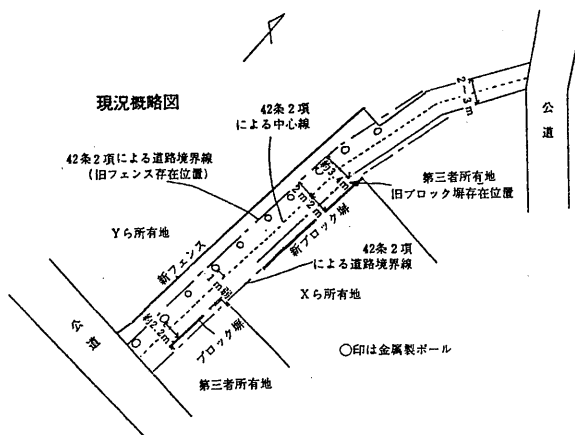 現況概略図
42条2項
による中心線
42条2項による道路境界線
(旧フェンス存在位置)
2〜3m
公道
約3.4m
第三者所有地
旧ブロック塀存在位置
2m
2m
Yら所有地
新フェンス
新ブロック塀
42条2項
による道路境界線
1m弱
Xら所有地
約2.2m
ブロック塀
公道
第三者所有地
○印は金属製ポール